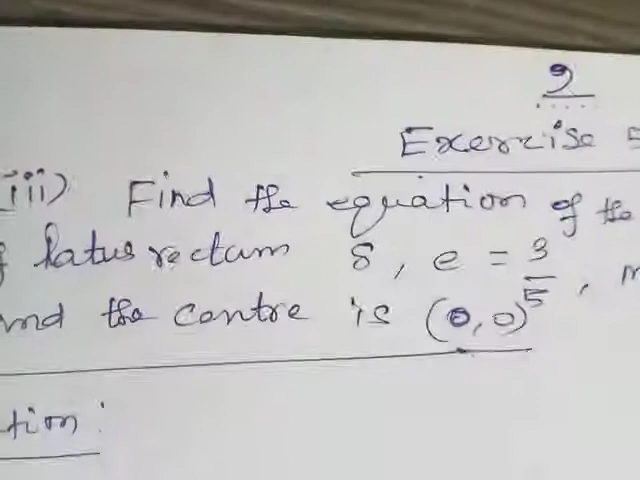 9
Exercise 5
(iii) Find the equation of the
latus rectum 8, e = 3/5, m
and the centre is (0,0)
tion: